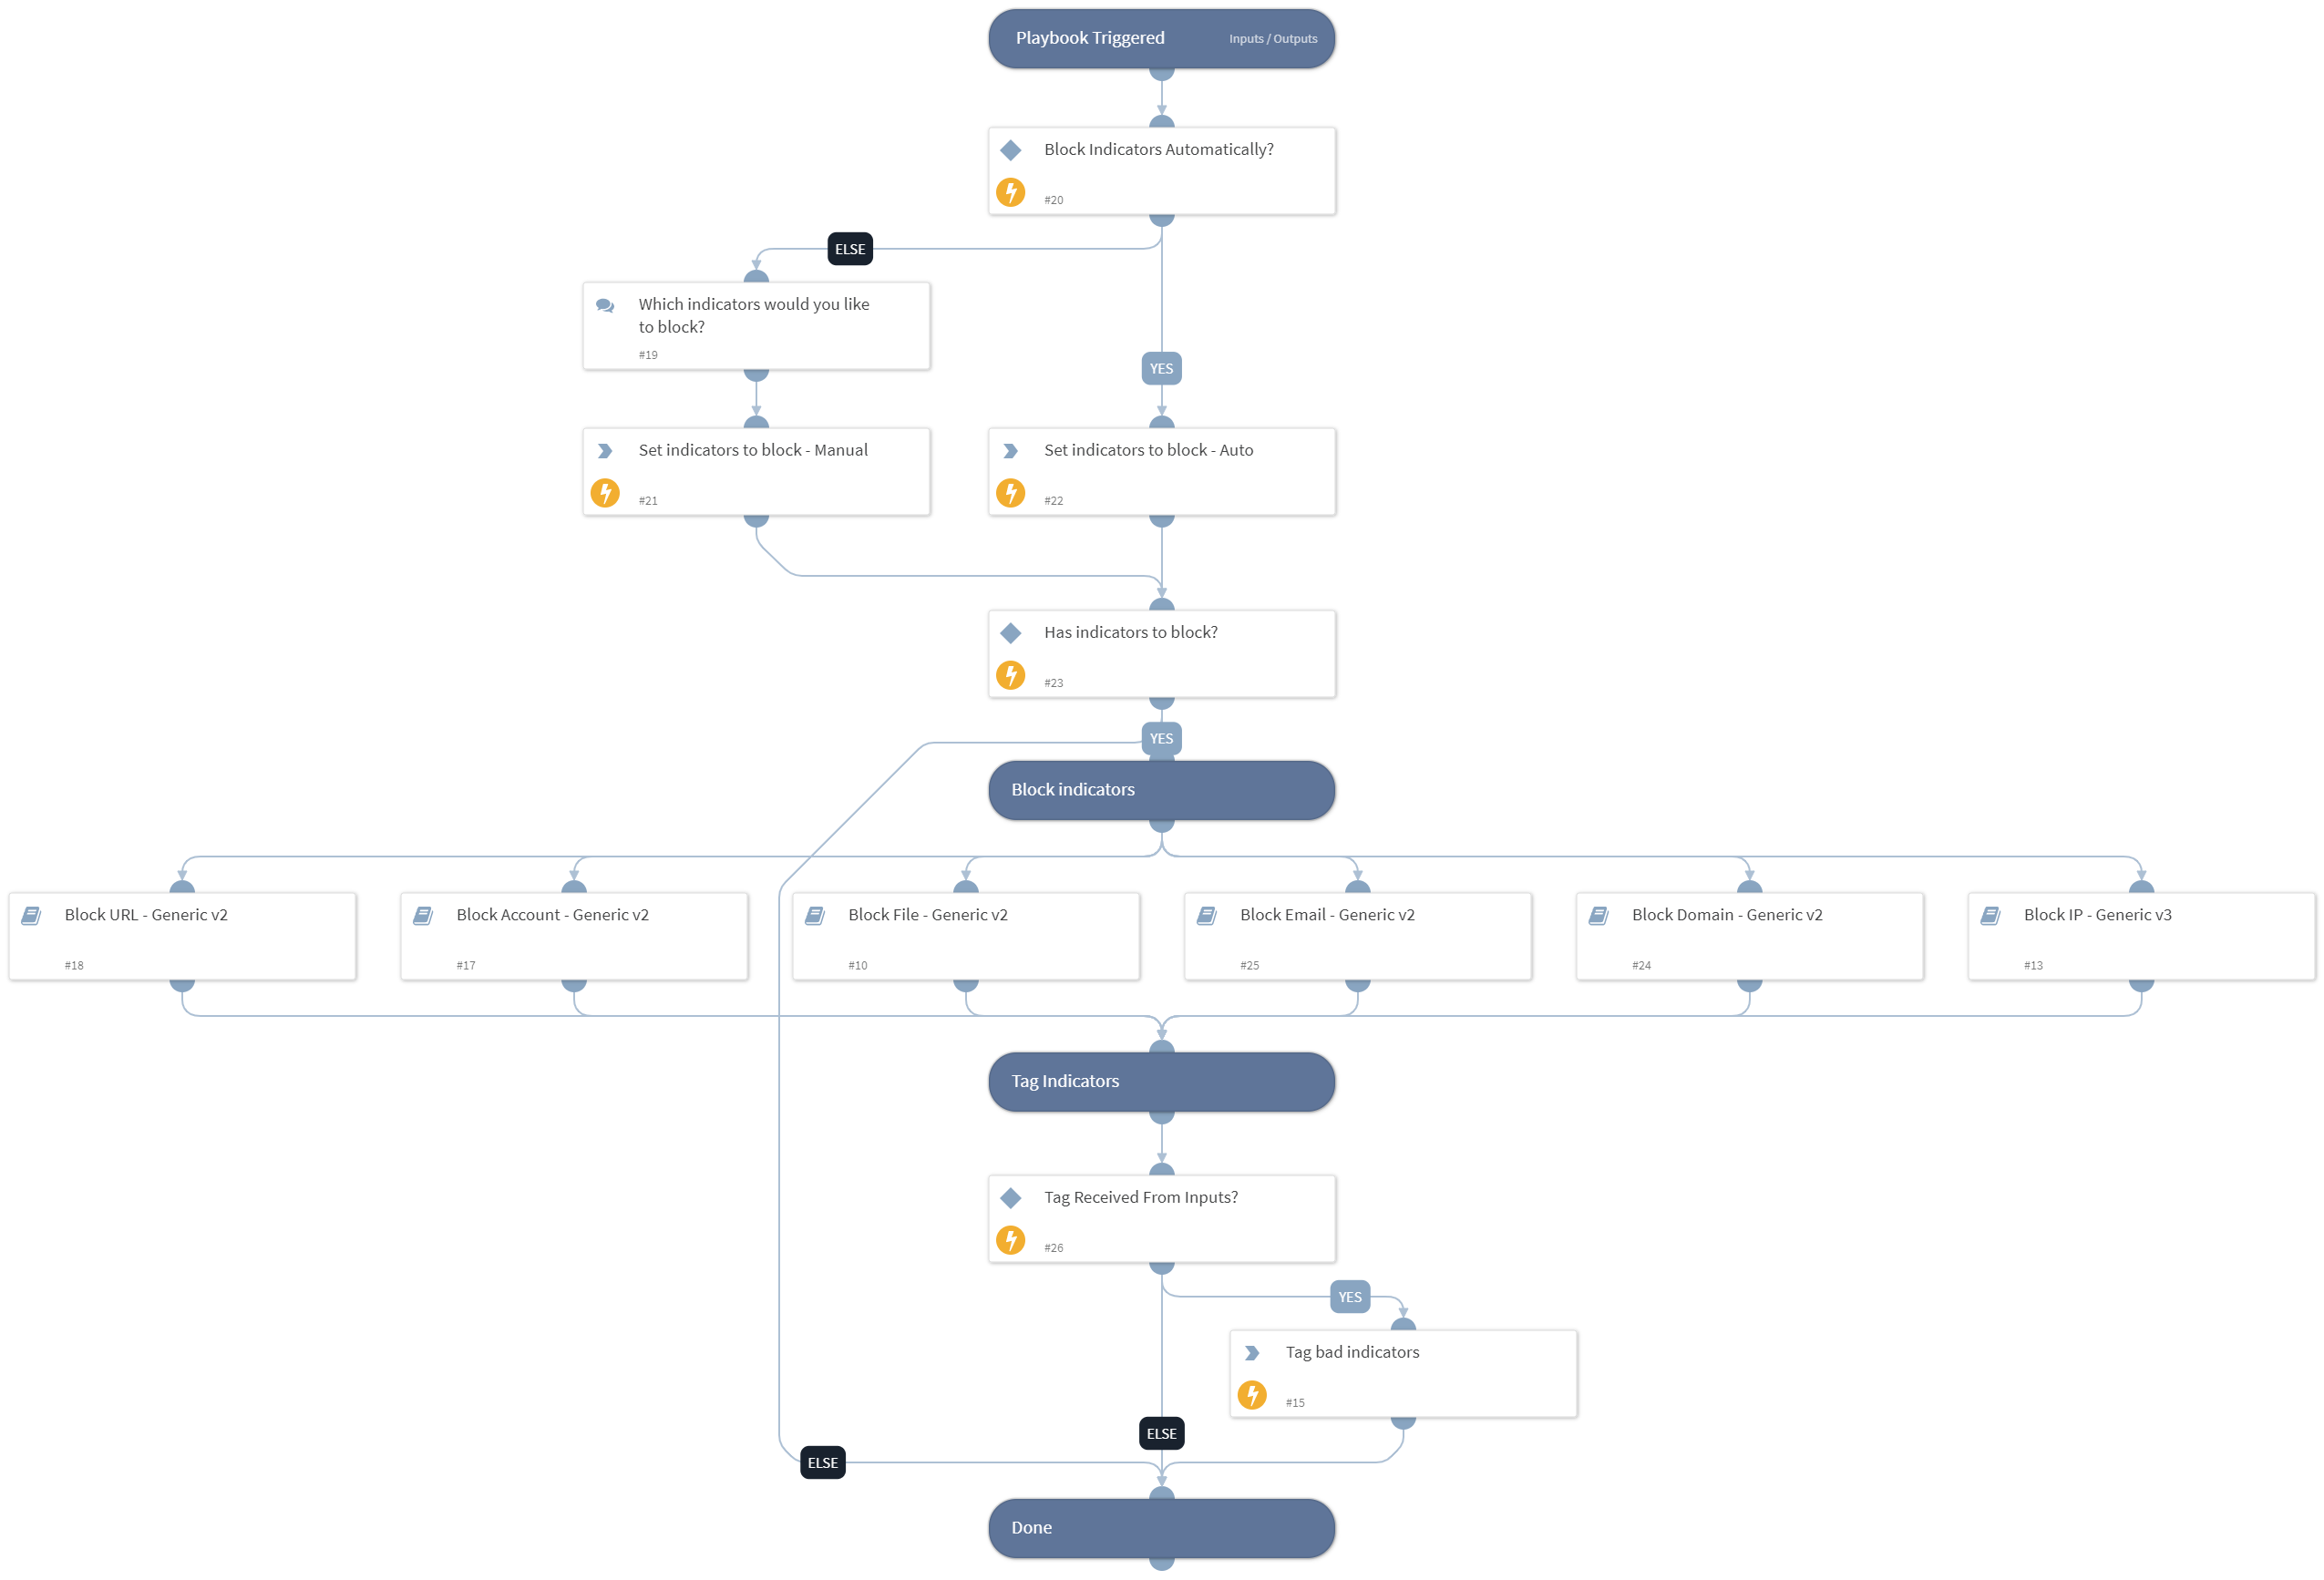 Playbook Triggered
Inputs / Outputs
Block Indicators Automatically?
#20
ELSE
Which indicators would you like
to block?
#19
YES
Set indicators to block - Manual
#21
Set indicators to block - Auto
#22
Has indicators to block?
#23
YES
Block indicators
Block URL - Generic v2
#18
Block Account - Generic v2
#17
Block File - Generic v2
#10
Block Email - Generic v2
#25
Block Domain - Generic v2
#24
Block IP - Generic v3
#13
Tag Indicators
Tag Received From Inputs?
#26
YES
Tag bad indicators
#15
ELSE
ELSE
Done